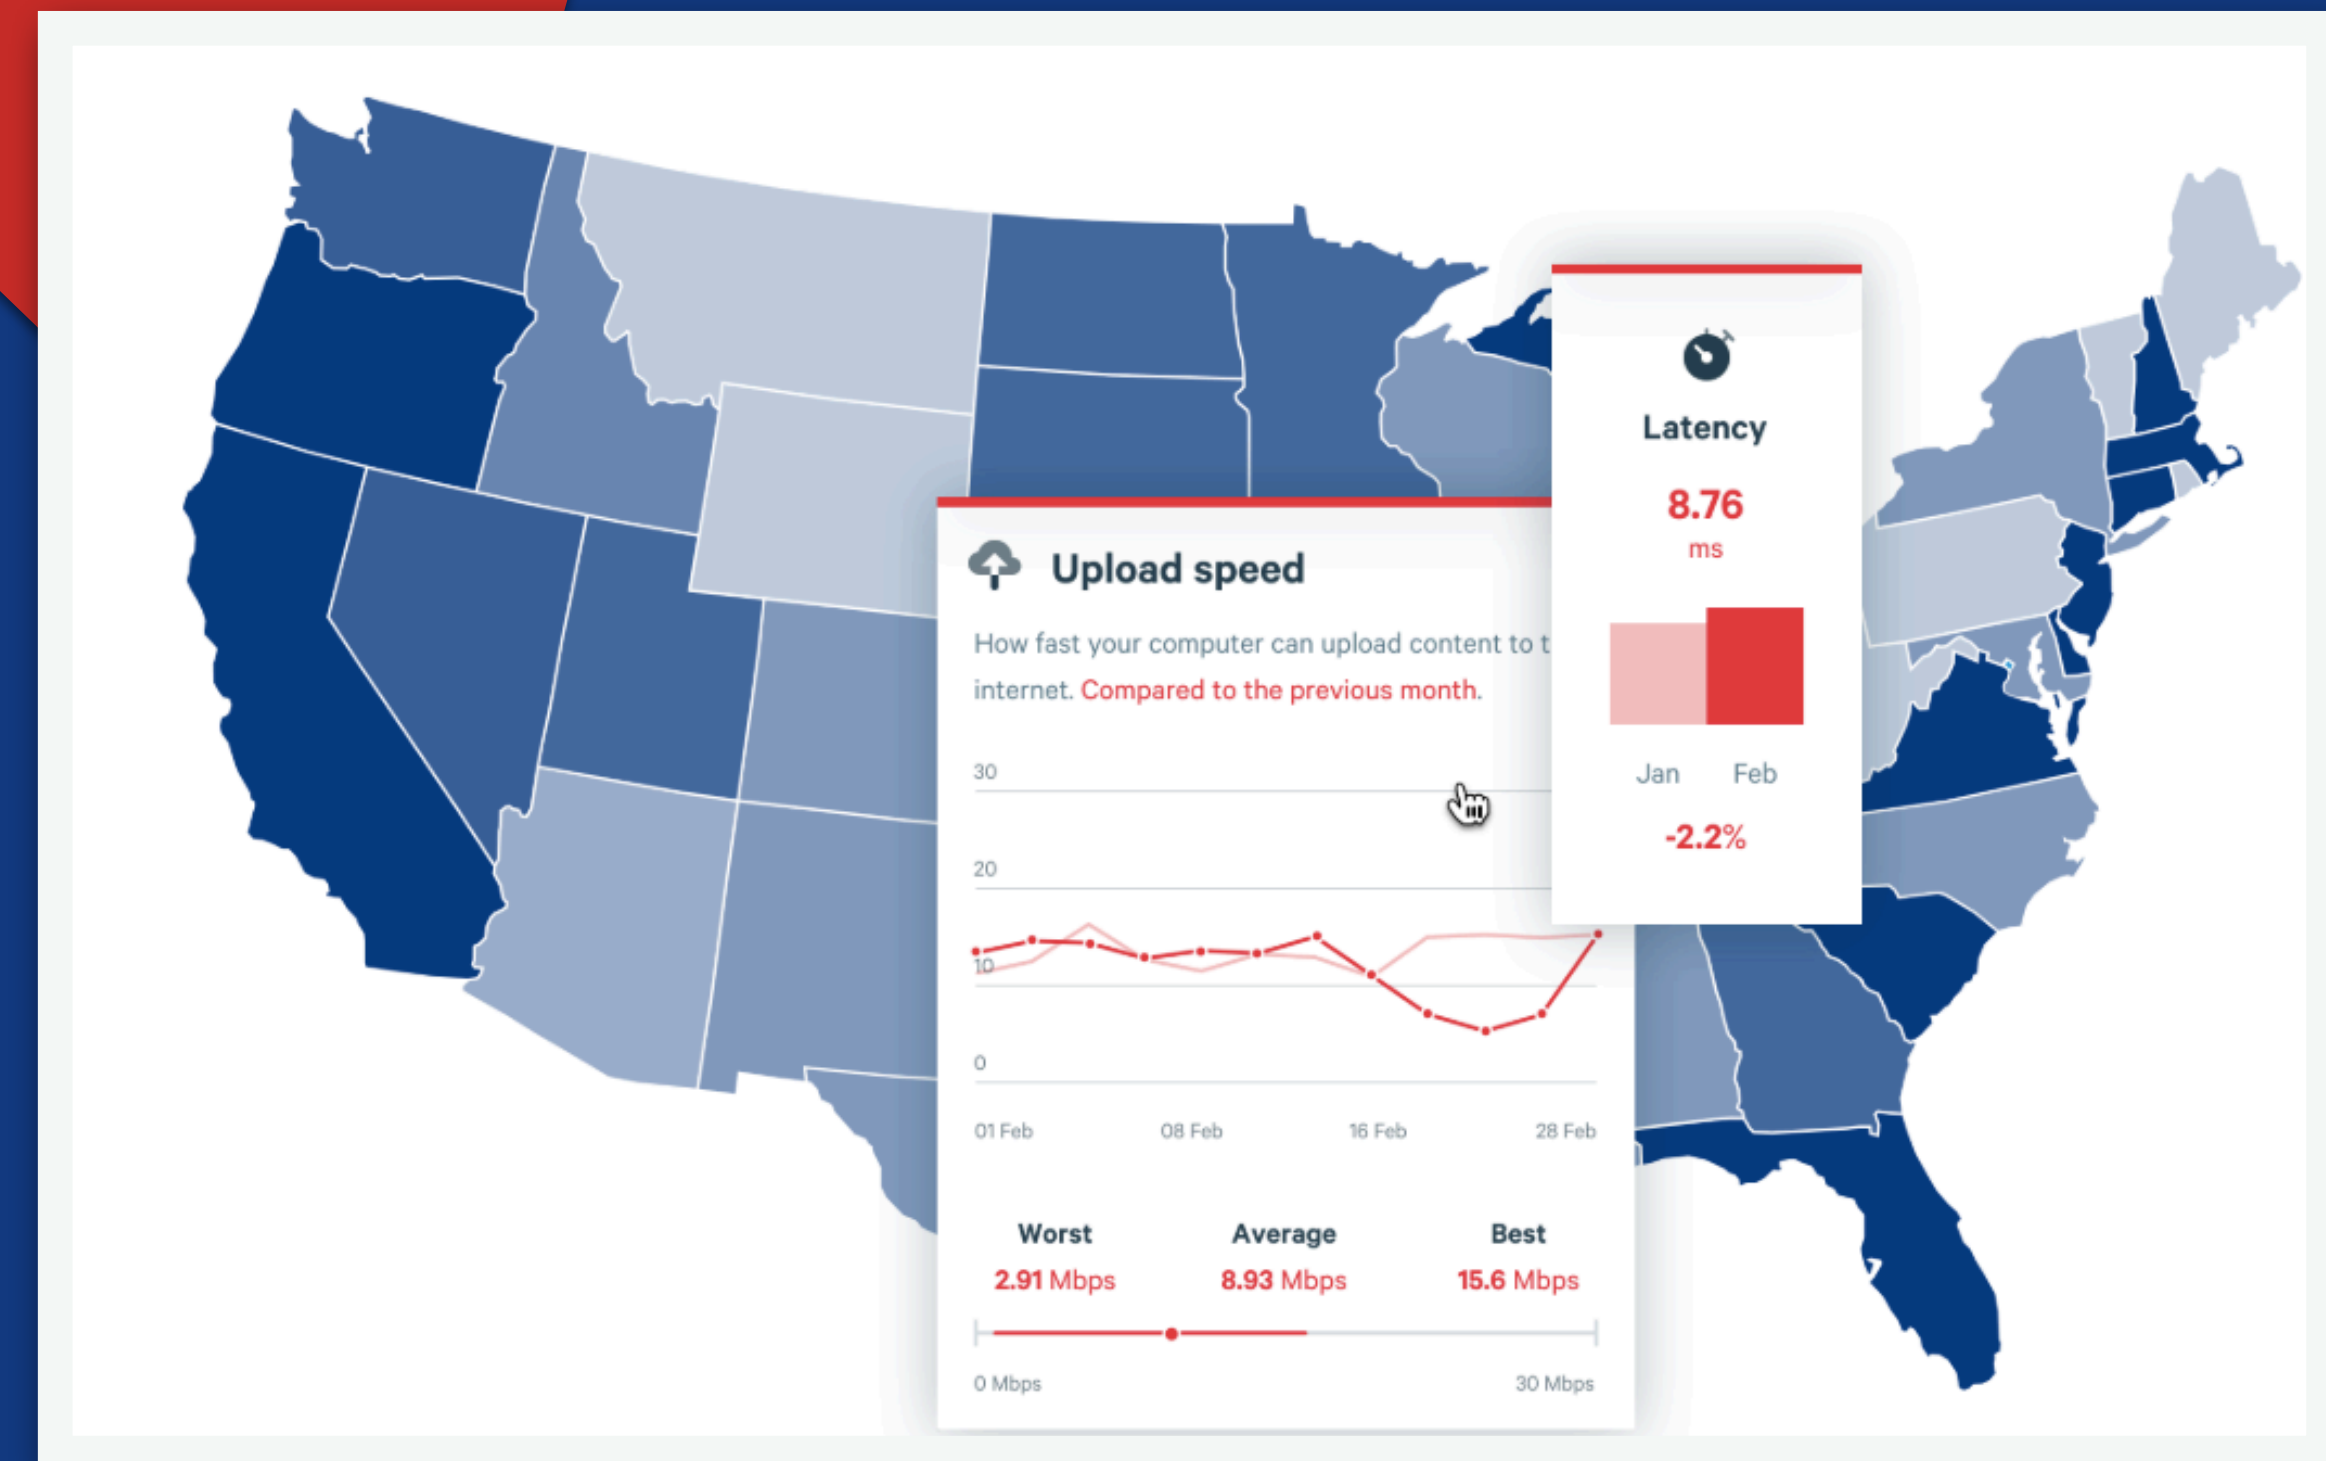 Latency
8.76
ms
Jan Feb
-2.2%
Upload speed
How fast your computer can upload content to t
internet. Compared to the previous month.
30
20
10
0
01 Feb 08 Feb 16 Feb 28 Feb
Worst Average Best
2.91 Mbps 8.93 Mbps 15.6 Mbps
0 Mbps 30 Mbps